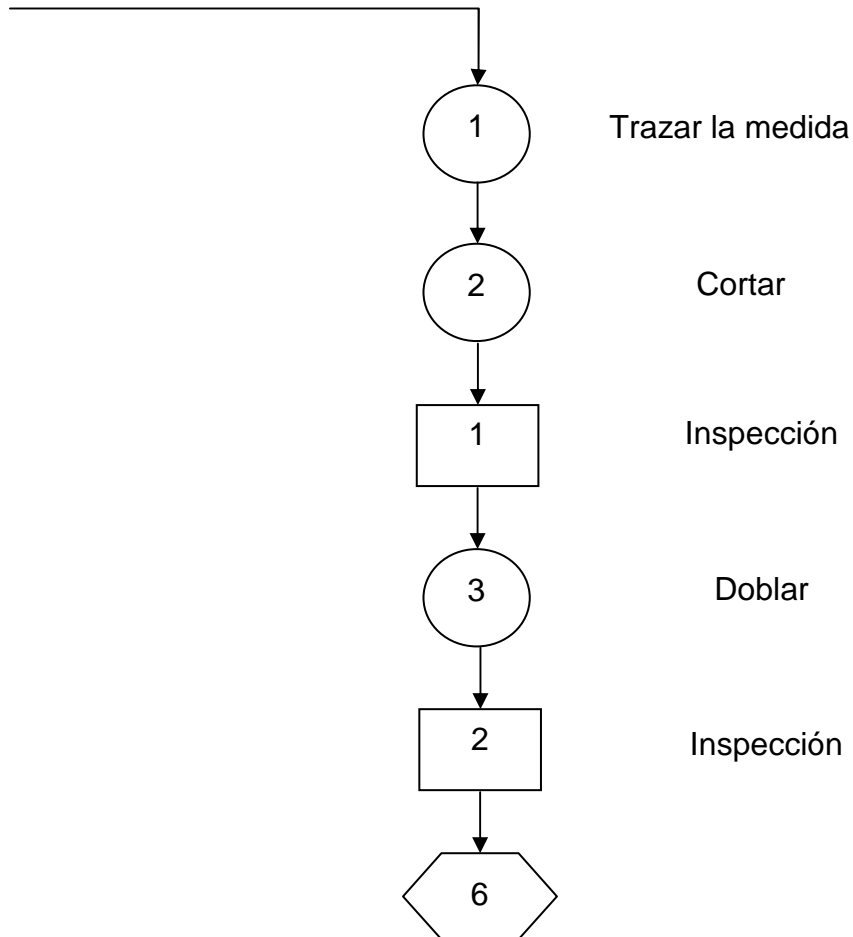 1 Trazar la medida
2 Cortar
1 Inspección
3 Doblar
2 Inspección
6